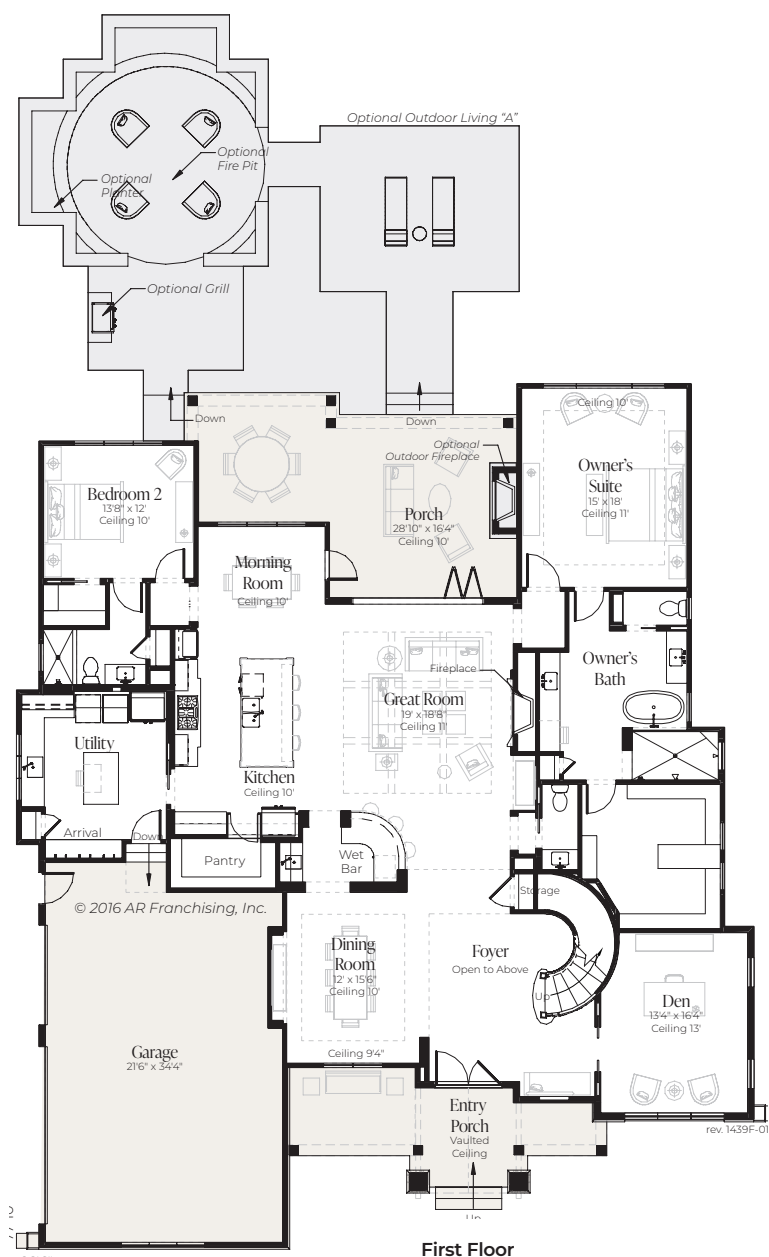 Optional Outdoor Living "A"
Optional
Fire Pit
Optional
Planter
Optional Grill
Down
Down
Ceiling 10'
Optional
Outdoor Fireplace
Owner's
Suite
15' x 18'
Ceiling 11'
Bedroom 2
13'8" x 12'
Ceiling 10'
Porch
28'10" x 16'4"
Ceiling 10'
Morning
Room
Ceiling 10'
Owner's
Bath
Fireplace
Great Room
19' x 18'8"
Ceiling 11'
Utility
Kitchen
Ceiling 10'
Arrival
Down
Pantry
Wet
Bar
Storage
© 2016 AR Franchising, Inc.
Dining
Room
12' x 15'6"
Ceiling 10'
Foyer
Open to Above
Up
Den
13'4" x 16'4"
Ceiling 13'
Garage
21'6" x 34'4"
Ceiling 9'4"
Entry
Porch
Vaulted
Ceiling
rev. 1439F-01
Up
First Floor